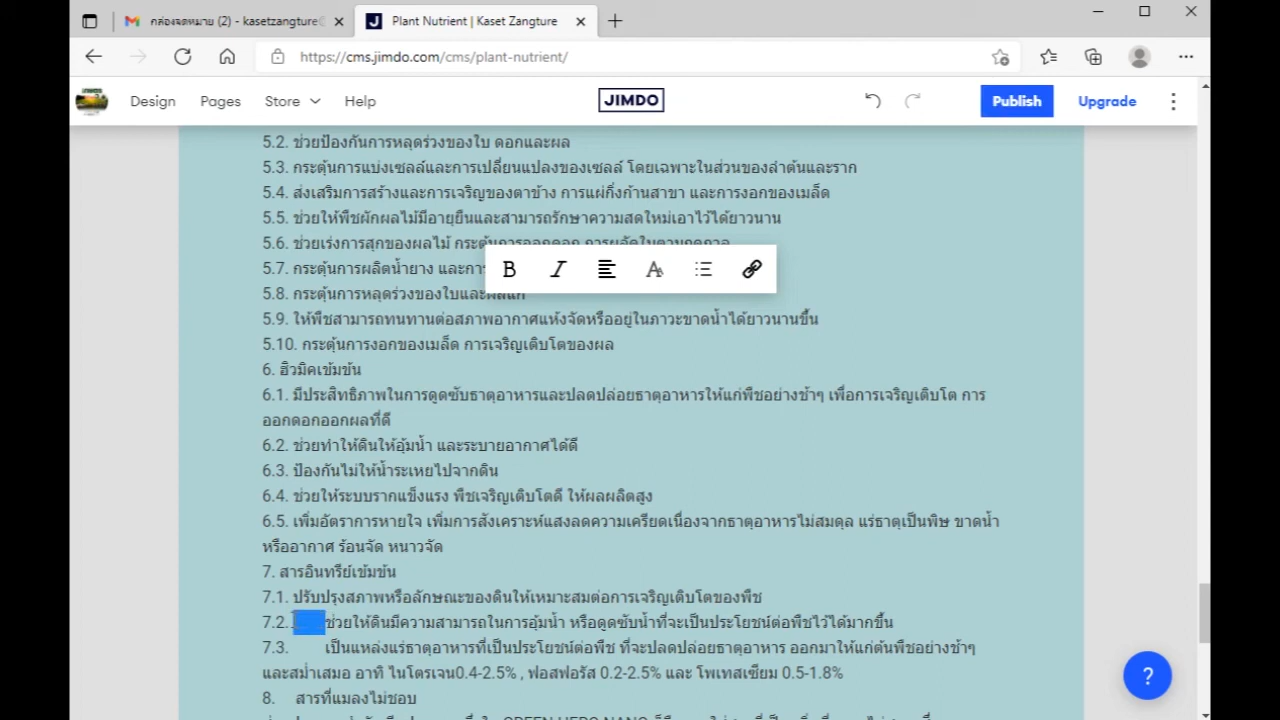 กล่องจดหมาย (2) - kasetzangture@
Plant Nutrient | Kaset Zangture
https://cms.jimdo.com/cms/plant-nutrient/
Design Pages Store Help JIMDO Publish Upgrade
5.2. ช่วยป้องกันการหลุดร่วงของใบ ดอกและผล
5.3. กระตุ้นการแบ่งเซลล์และการเปลี่ยนแปลงของเซลล์ โดยเฉพาะในส่วนของลำต้นและราก
5.4. ส่งเสริมการสร้างและการเจริญของตาข้าง การแผ่กิ่งก้านสาขา และการงอกของเมล็ด
5.5. ช่วยให้พืชผักผลไม้มีอายุยืนและสามารถรักษาความสดใหม่เอาไว้ได้ยาวนาน
5.6. ช่วยเร่งการสุกของผลไม้ กระตุ้นการออกดอก การผลัดใบตามฤดูกาล
5.7. กระตุ้นการผลิตน้ำยาง และการ
5.8. กระตุ้นการหลุดร่วงของใบและผลแก่
5.9. ให้พืชสามารถทนทานต่อสภาพอากาศแห้งจัดหรืออยู่ในภาวะขาดน้ำได้ยาวนานขึ้น
5.10. กระตุ้นการงอกของเมล็ด การเจริญเติบโตของผล
6. ฮิวมิคเข้มข้น
6.1. มีประสิทธิภาพในการดูดซับธาตุอาหารและปลดปล่อยธาตุอาหารให้แก่พืชอย่างช้าๆ เพื่อการเจริญเติบโต การ
ออกดอกออกผลที่ดี
6.2. ช่วยทำให้ดินให้อุ้มน้ำ และระบายอากาศได้ดี
6.3. ป้องกันไม่ให้น้ำระเหยไปจากดิน
6.4. ช่วยให้ระบบรากแข็งแรง พืชเจริญเติบโตดี ให้ผลผลิตสูง
6.5. เพิ่มอัตราการหายใจ เพิ่มการสังเคราะห์แสงลดความเครียดเนื่องจากธาตุอาหารไม่สมดุล แร่ธาตุเป็นพิษ ขาดน้ำ
หรืออากาศ ร้อนจัด หนาวจัด
7. สารอินทรีย์เข้มข้น
7.1. ปรับปรุงสภาพหรือลักษณะของดินให้เหมาะสมต่อการเจริญเติบโตของพืช
7.2. ช่วยให้ดินมีความสามารถในการอุ้มน้ำ หรือดูดซับน้ำที่จะเป็นประโยชน์ต่อพืชไว้ได้มากขึ้น
7.3. เป็นแหล่งแร่ธาตุอาหารที่เป็นประโยชน์ต่อพืช ที่จะปลดปล่อยธาตุอาหาร ออกมาให้แก่ต้นพืชอย่างช้าๆ
และสม่ำเสมอ อาทิ ไนโตรเจน0.4-2.5% , ฟอสฟอรัส 0.2-2.5% และ โพเทสเซียม 0.5-1.8%
8. สารที่แมลงไม่ชอบ
GREEN HERO NANO